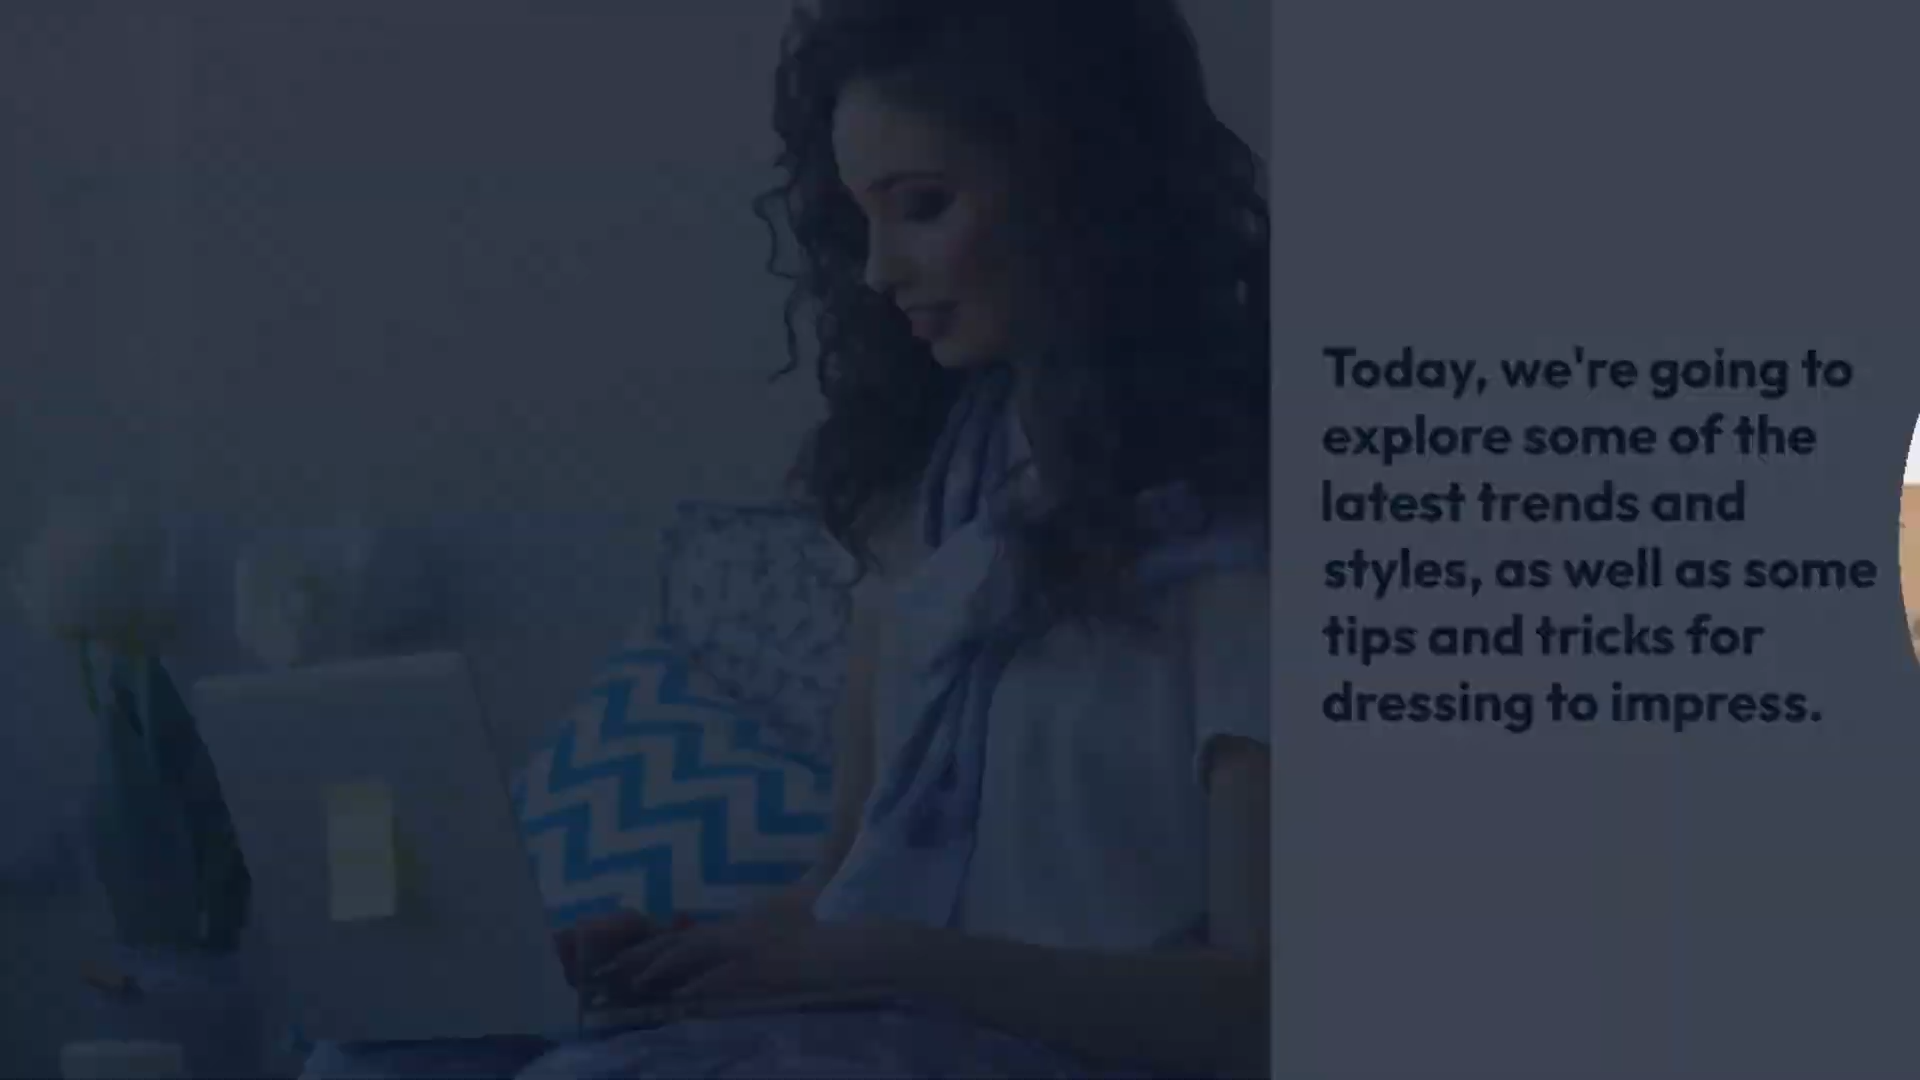 Today, we're going to
explore some of the
latest trends and
styles, as well as some
tips and tricks for
dressing to impress.